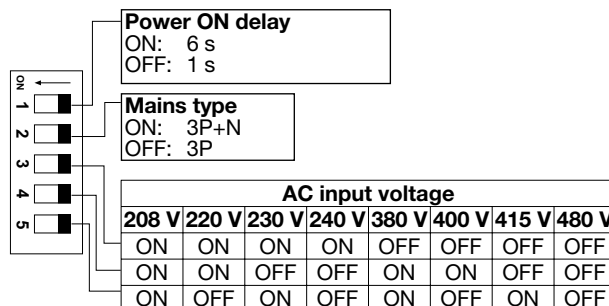 Power ON delay
ON: 6 s
OFF: 1 s
ON
1
2
3
4
5
Mains type
ON: 3P+N
OFF: 3P
AC input voltage
208 V 220 V 230 V 240 V 380 V 400 V 415 V 480 V
ON ON ON ON OFF OFF OFF OFF
ON ON OFF OFF ON ON OFF OFF
ON OFF ON OFF ON OFF ON OFF